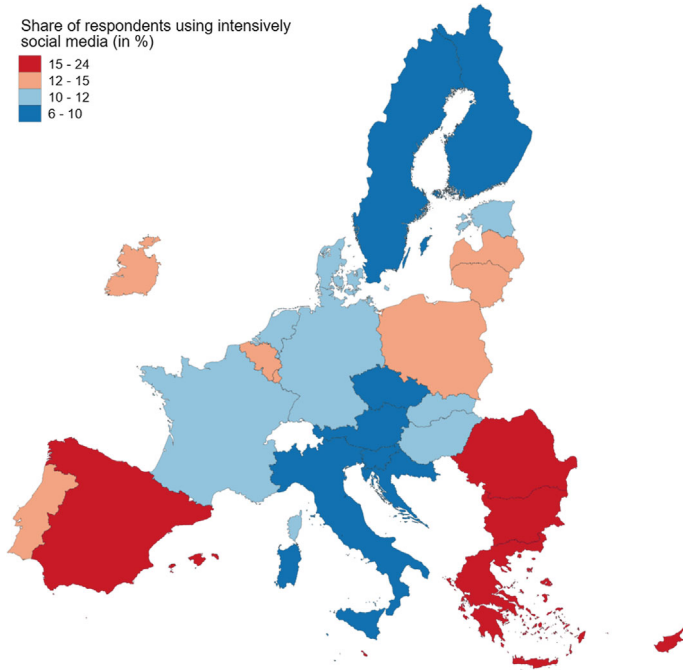 Share of respondents using intensively
social media (in %)
15 - 24
12 - 15
10 - 12
6 - 10